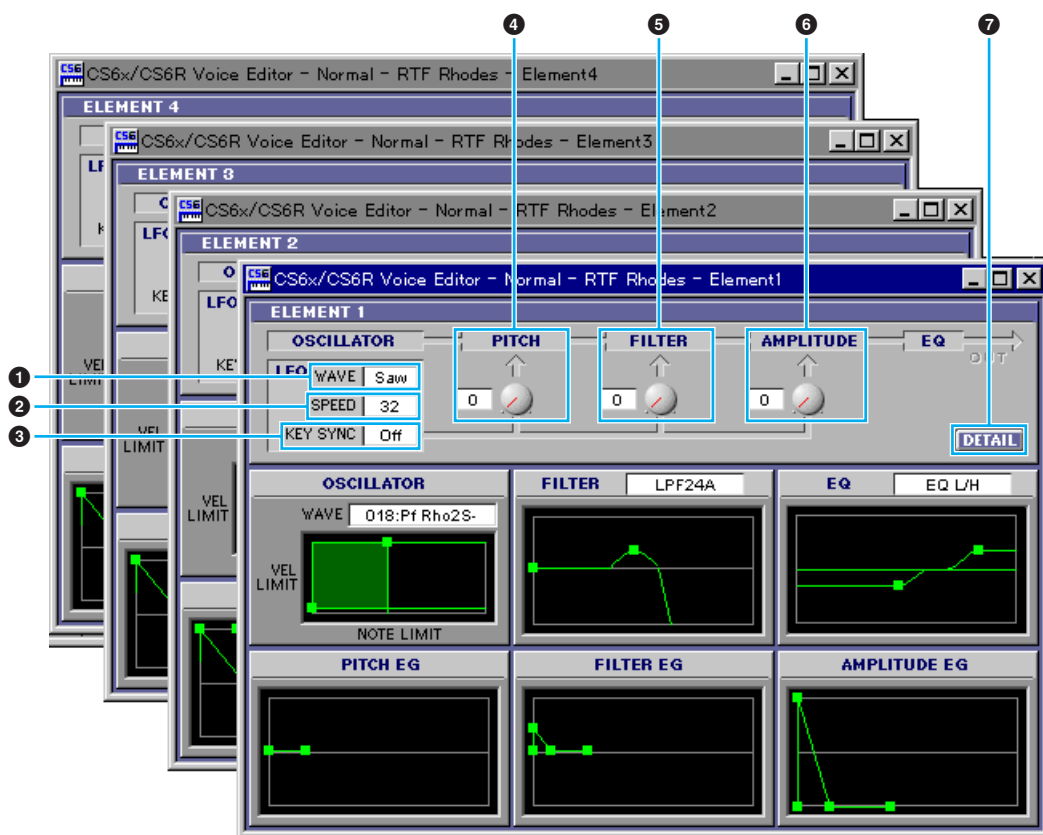 4 5 6 7
CS6x/CS6R Voice Editor - Normal - RTF Rhodes - Element4
ELEMENT 4
CS6x/CS6R Voice Editor - Normal - RTF Rhodes - Element3
ELEMENT 3
CS6x/CS6R Voice Editor - Normal - RTF Rhodes - Element2
ELEMENT 2
CS6x/CS6R Voice Editor - Normal - RTF Rhodes - Element1
ELEMENT 1
OSCILLATOR PITCH FILTER AMPLITUDE EQ
OUT
LFO
1 WAVE Saw 0 0 0
2 SPEED 32
3 KEY SYNC Off
DETAIL
OSCILLATOR
WAVE 018:Pf Rho2S-
VEL
LIMIT
NOTE LIMIT
FILTER LPF24A
EQ EQ L/H
PITCH EG
FILTER EG
AMPLITUDE EG
VEL
LIMIT
LIMIT